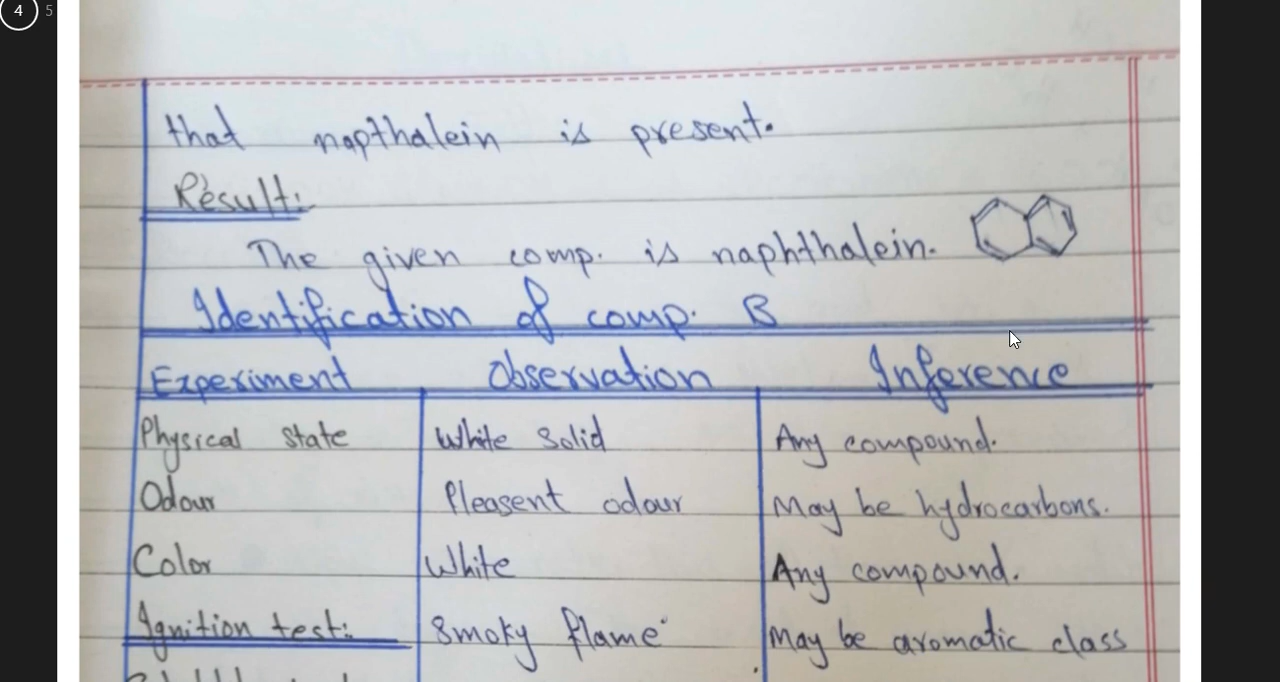 4 5
that napthalein is present.
Result:
The given comp. is naphthalein.
Identification of comp. B
Experiment Observation Inference
Physical state White Solid Any compound.
Odour Pleasent odour May be hydrocarbons.
Color White Any compound.
Ignition test: Smoky flame May be aromatic class